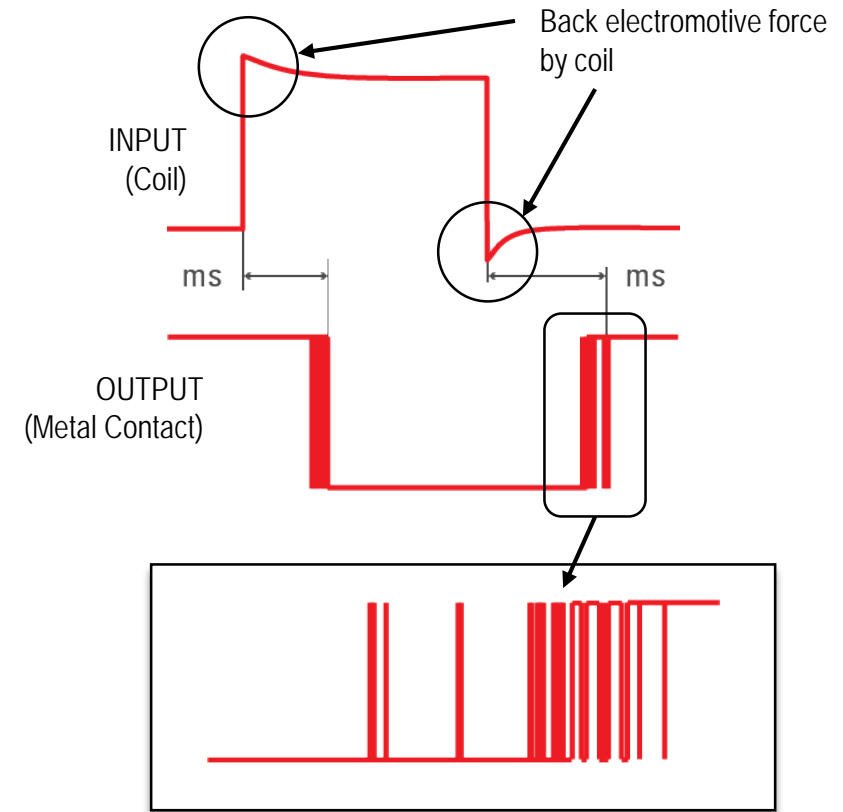 Back electromotive force
by coil
INPUT
(Coil)
ms
ms
OUTPUT
(Metal Contact)